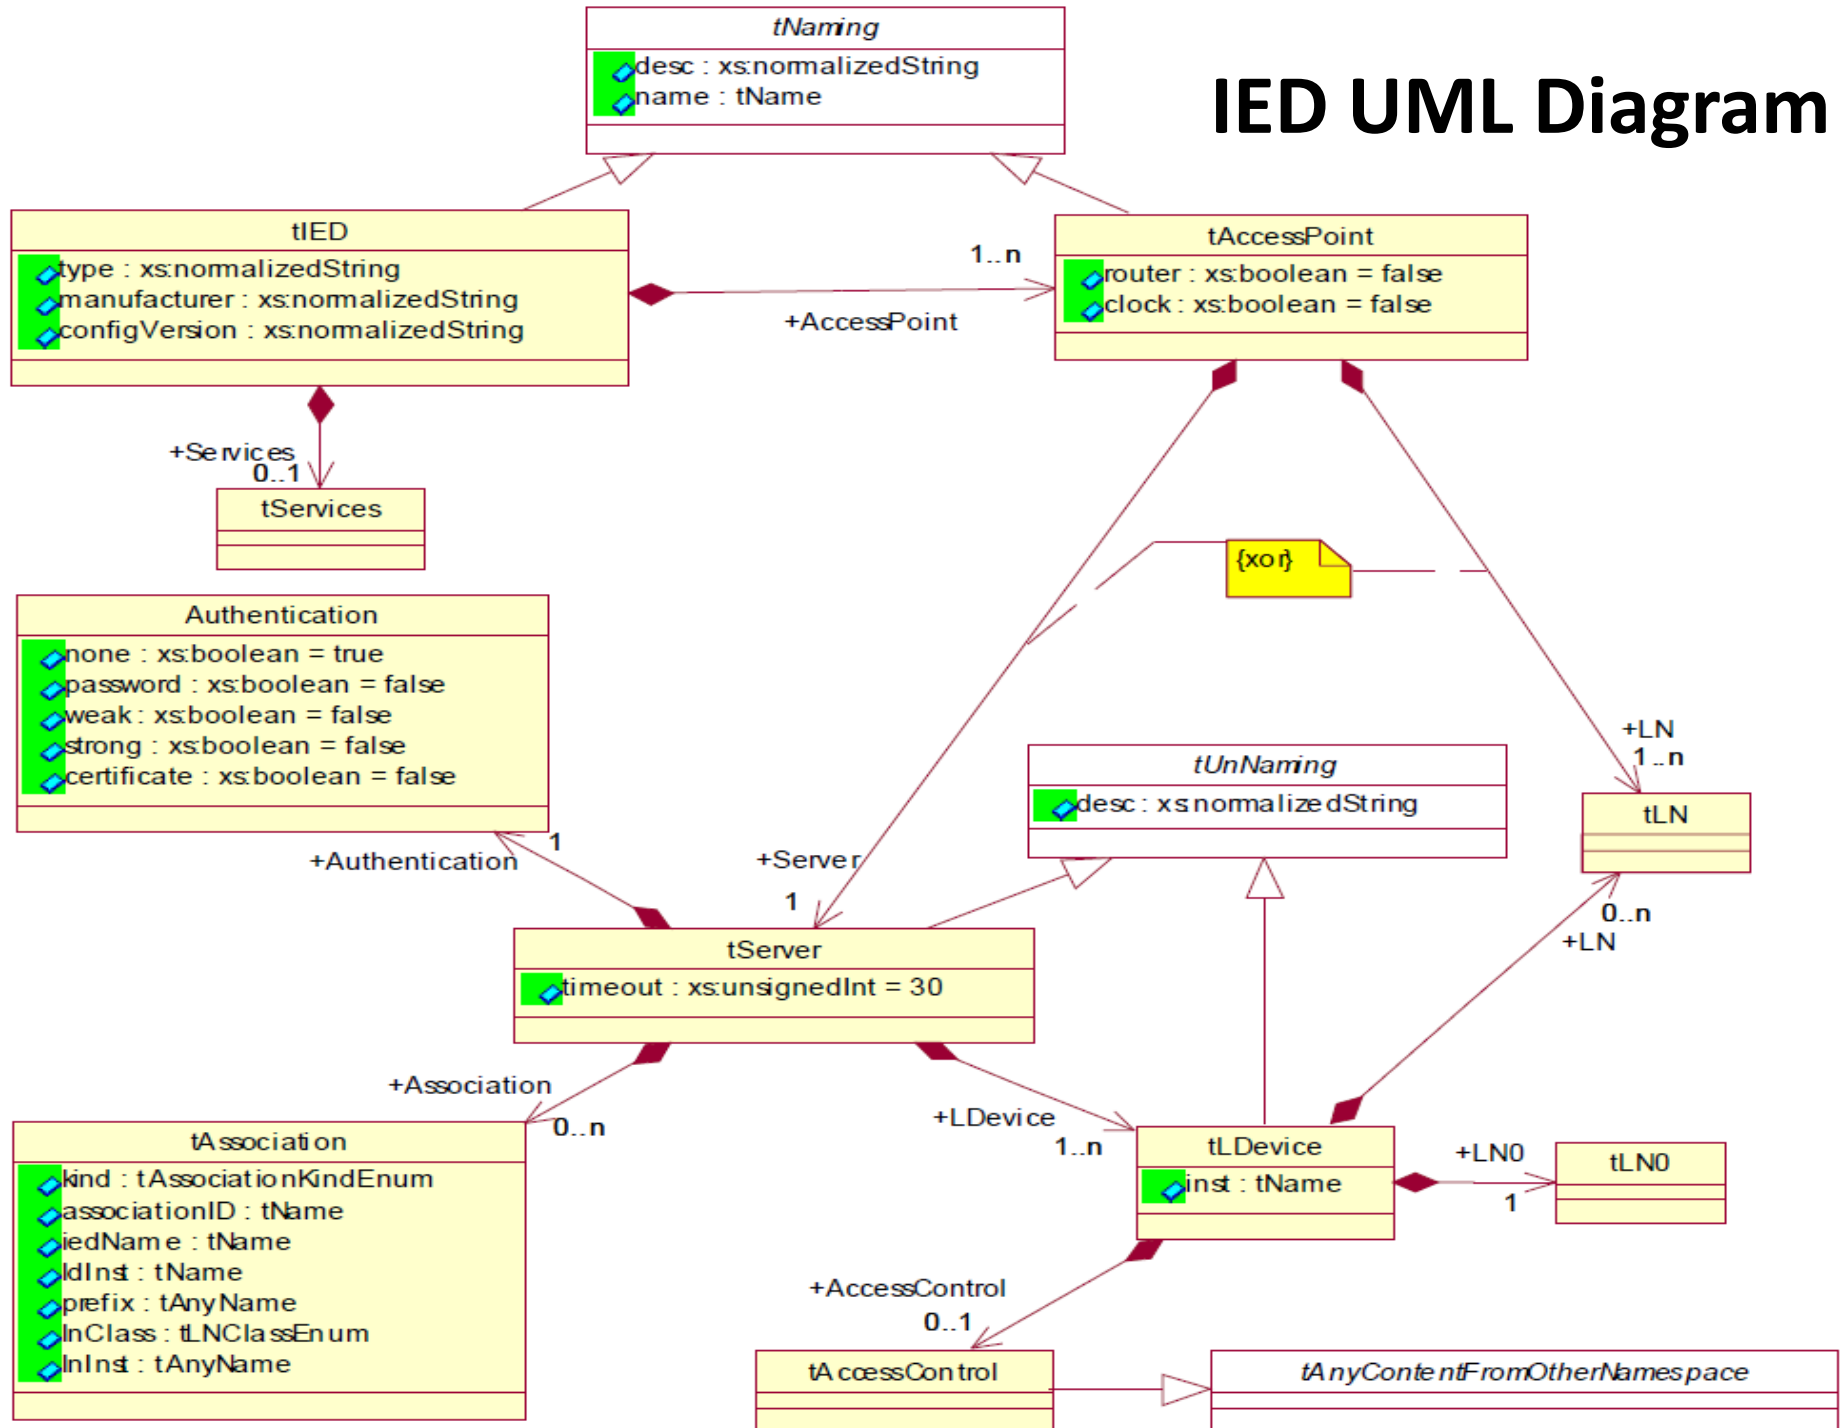 tNaming
desc : xs:normalizedString
name : tName
IED UML Diagram
tIED
type : xs:normalizedString
manufacturer : xs:normalizedString
configVersion : xs:normalizedString
1..n
+AccessPoint
tAccessPoint
router : xs:boolean = false
clock : xs:boolean = false
+Services
0..1
tServices
{xor}
Authentication
none : xs:boolean = true
password : xs:boolean = false
weak : xs:boolean = false
strong : xs:boolean = false
certificate : xs:boolean = false
+LN
1..n
tUnNaming
desc : xs:normalizedString
tLN
1
+Authentication
+Server
1
0..n
+LN
tServer
timeout : xs:unsignedInt = 30
+Association
0..n
+LDevice
1..n
tAssociation
kind : tAssociationKindEnum
associationID : tName
iedName : tName
ldInst : tName
prefix : tAnyName
lnClass : tLNClassEnum
lnInst : tAnyName
tLDevice
inst : tName
+LN0
1
tLN0
+AccessControl
0..1
tAccessControl
tAnyContentFromOtherNamespace